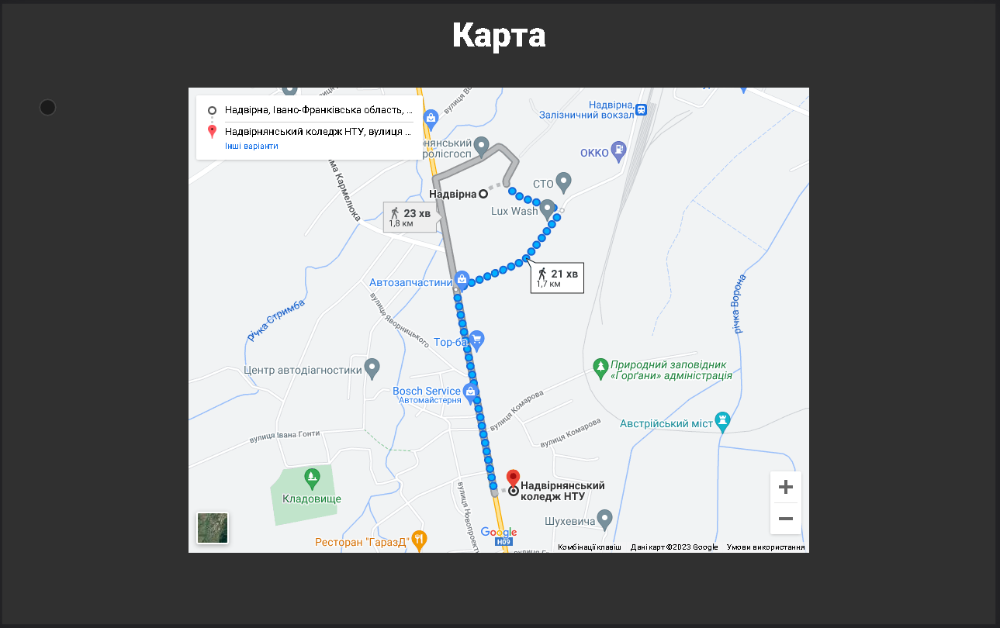 Карта
Надвірна, Івано-Франківська область, ...
Надвірнянський коледж НТУ, вулиця ...
Інші варіанти
Надвірна,
Залізничний вокзал
ОККО
СТО
Lux Wash
Надвірна
23 хв
1,8 км
21 хв
1,7 км
Автозапчастини
річка Стримба
вулиця Яворницького
річка Ворона
Тор-ба
Центр автодіагностики
Природний заповідник
«Горґани» адміністрація
Bosch Service
Автомайстерня
вулиця Комарова
вулиця Комарова
Австрійський міст
вулиця Івана Гонти
Кладовище
Надвірнянський
коледж НТУ
Шухевича
Ресторан "ГаразД"
Google
H09
Комбінації клавіш Дані карт ©2023 Google Умови використання